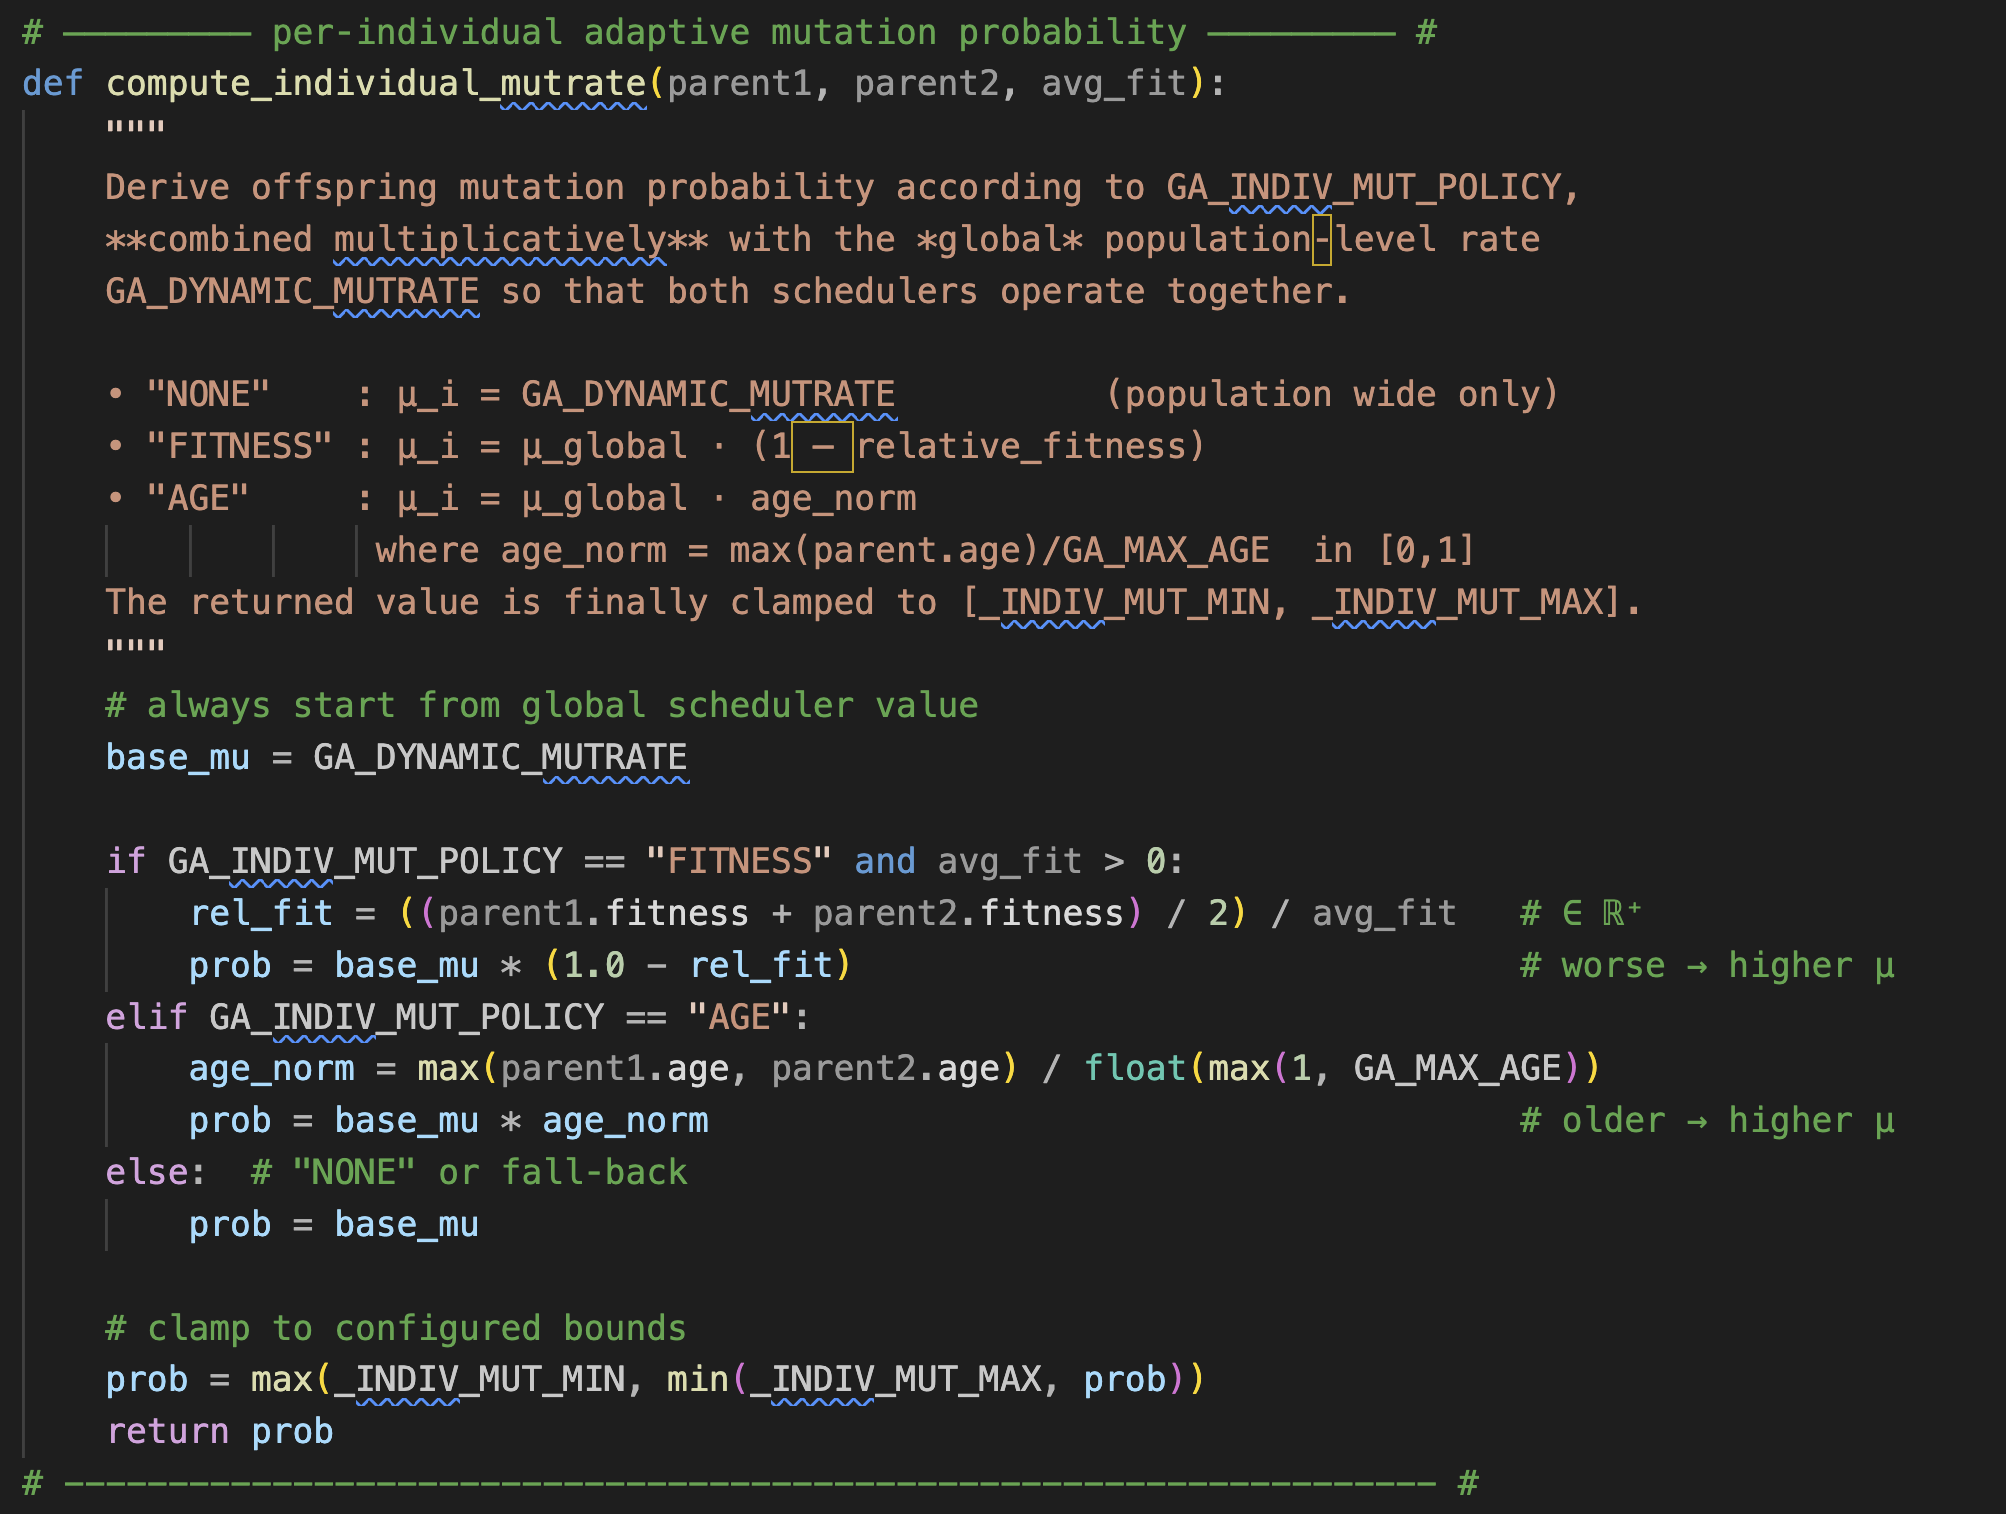 # ───────── per-individual adaptive mutation probability ───────── #
def compute_individual_mutrate(parent1, parent2, avg_fit):
    """
    Derive offspring mutation probability according to GA_INDIV_MUT_POLICY,
    **combined multiplicatively** with the *global* population‑level rate
    GA_DYNAMIC_MUTRATE so that both schedulers operate together.

    • "NONE"    : µ_i = GA_DYNAMIC_MUTRATE          (population wide only)
    • "FITNESS" : µ_i = µ_global · (1 − relative_fitness)
    • "AGE"     : µ_i = µ_global · age_norm
                 where age_norm = max(parent.age)/GA_MAX_AGE  in [0,1]
    The returned value is finally clamped to [_INDIV_MUT_MIN, _INDIV_MUT_MAX].
    """
    # always start from global scheduler value
    base_mu = GA_DYNAMIC_MUTRATE

    if GA_INDIV_MUT_POLICY == "FITNESS" and avg_fit > 0:
        rel_fit = ((parent1.fitness + parent2.fitness) / 2) / avg_fit   # ∈ ℝ⁺
        prob = base_mu * (1.0 - rel_fit)                                # worse → higher µ
    elif GA_INDIV_MUT_POLICY == "AGE":
        age_norm = max(parent1.age, parent2.age) / float(max(1, GA_MAX_AGE))
        prob = base_mu * age_norm                                       # older → higher µ
    else:  # "NONE" or fall-back
        prob = base_mu

    # clamp to configured bounds
    prob = max(_INDIV_MUT_MIN, min(_INDIV_MUT_MAX, prob))
    return prob
# ────────────────────────────────────────────────────────────────── #